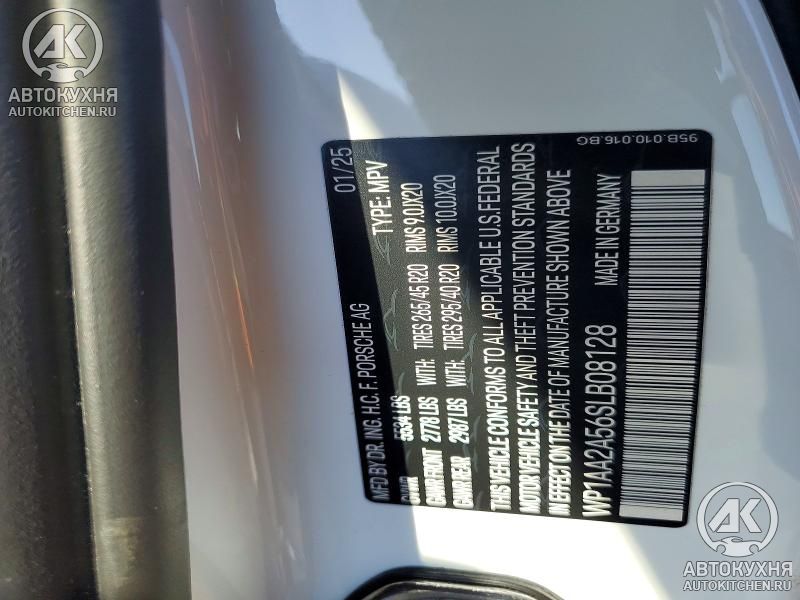 AK
АВТОКУХНЯ
AUTOKITCHEN.RU
MFD BY DR. ING. H.C. F. PORSCHE AG 01/25
GVWR 5534 LBS TYPE: MPV
GAWR FRONT 2778 LBS WITH: TIRES 265/45 R20 RIMS 9.0JX20
GAWR REAR 2987 LBS WITH: TIRES 295/40 R20 RIMS 10.0JX20
THIS VEHICLE CONFORMS TO ALL APPLICABLE U.S. FEDERAL
MOTOR VEHICLE SAFETY AND THEFT PREVENTION STANDARDS
IN EFFECT ON THE DATE OF MANUFACTURE SHOWN ABOVE
WP1AA2A56SLB08128 MADE IN GERMANY
95B.010.016.BG
AK
АВТОКУХНЯ
AUTOKITCHEN.RU